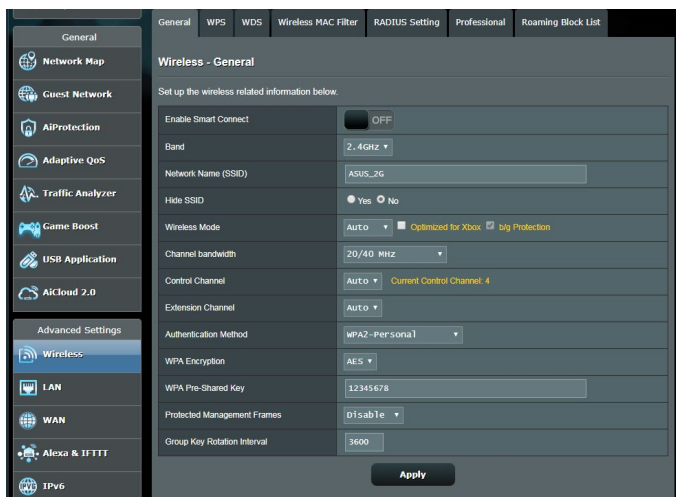 General WPS WDS Wireless MAC Filter RADIUS Setting Professional Roaming Block List
General
Network Map
Guest Network
AiProtection
Adaptive QoS
Traffic Analyzer
Game Boost
USB Application
AiCloud 2.0
Advanced Settings
Wireless
LAN
WAN
Alexa & IFTTT
IPv6
Wireless - General
Set up the wireless related information below.
Enable Smart Connect OFF
Band 2.4GHz
Network Name (SSID) ASUS_2G
Hide SSID Yes No
Wireless Mode Auto Optimized for Xbox b/g Protection
Channel bandwidth 20/40 MHz
Control Channel Auto Current Control Channel: 4
Extension Channel Auto
Authentication Method WPA2-Personal
WPA Encryption AES
WPA Pre-Shared Key 12345678
Protected Management Frames Disable
Group Key Rotation Interval 3600
Apply